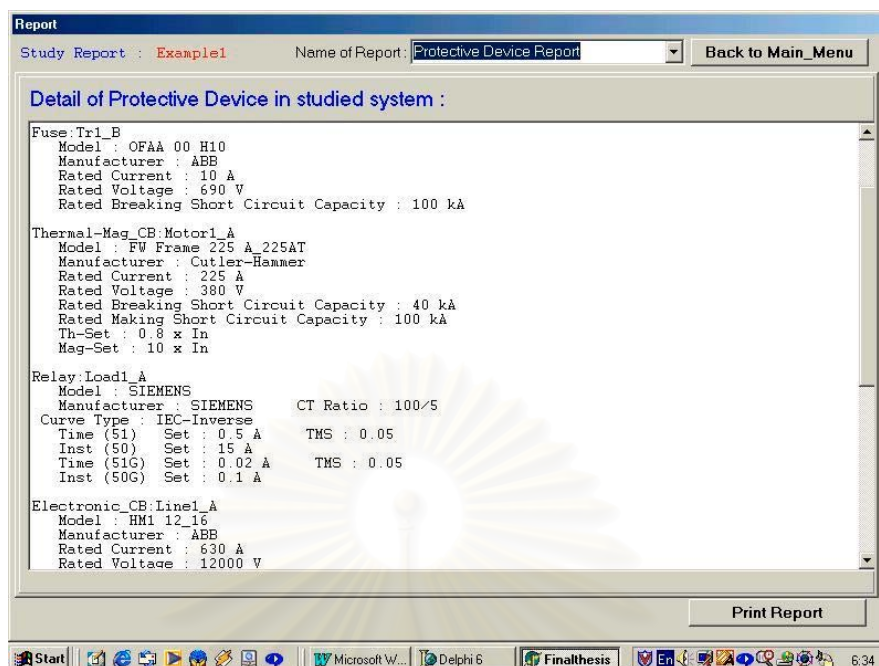 Report
Study Report : Example1 Name of Report: Protective Device Report Back to Main_Menu
Detail of Protective Device in studied system :
Fuse:Tr1_B
Model : OFAA 00 H10
Manufacturer : ABB
Rated Current : 10 A
Rated Voltage : 690 V
Rated Breaking Short Circuit Capacity : 100 kA
Thermal-Mag_CB:Motor1_A
Model : FW Frame 225 A_225AT
Manufacturer : Cutler-Hammer
Rated Current : 225 A
Rated Voltage : 380 V
Rated Breaking Short Circuit Capacity : 40 kA
Rated Making Short Circuit Capacity : 100 kA
Th-Set : 0.8 x In
Mag-Set : 10 x In
Relay:Load1_A
Model : SIEMENS
Manufacturer : SIEMENS CT Ratio : 100/5
Curve Type : IEC-Inverse
Time (51) Set : 0.5 A TMS : 0.05
Inst (50) Set : 15 A
Time (51G) Set : 0.02 A TMS : 0.05
Inst (50G) Set : 0.1 A
Electronic_CB:Line1_A
Model : HM1 12_16
Manufacturer : ABB
Rated Current : 630 A
Rated Voltage : 12000 V
Print Report
Start Microsoft W... Delphi 6 Finalthesis En 6:34